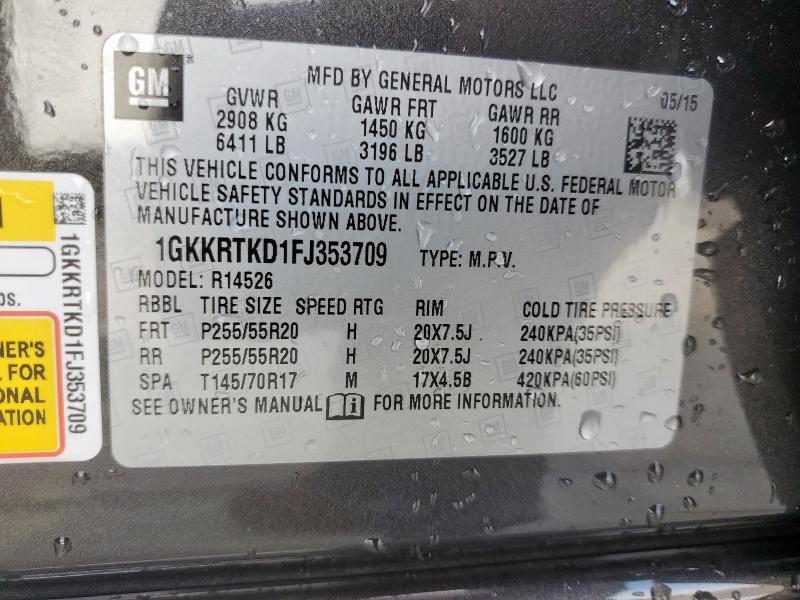 GM
MFD BY GENERAL MOTORS LLC
05/15
GVWR GAWR FRT GAWR RR
2908 KG 1450 KG 1600 KG
6411 LB 3196 LB 3527 LB
THIS VEHICLE CONFORMS TO ALL APPLICABLE U.S. FEDERAL MOTOR
VEHICLE SAFETY STANDARDS IN EFFECT ON THE DATE OF
MANUFACTURE SHOWN ABOVE.
1GKKRTKD1FJ353709 TYPE: M.P.V.
MODEL: R14526
RBBL TIRE SIZE SPEED RTG RIM COLD TIRE PRESSURE
FRT P255/55R20 H 20X7.5J 240KPA(35PSI)
RR P255/55R20 H 20X7.5J 240KPA(35PSI)
SPA T145/70R17 M 17X4.5B 420KPA(60PSI)
SEE OWNER'S MANUAL i FOR MORE INFORMATION.
1GKKRTKD1FJ353709
bs.
NER'S
L FOR
ONAL
ATION